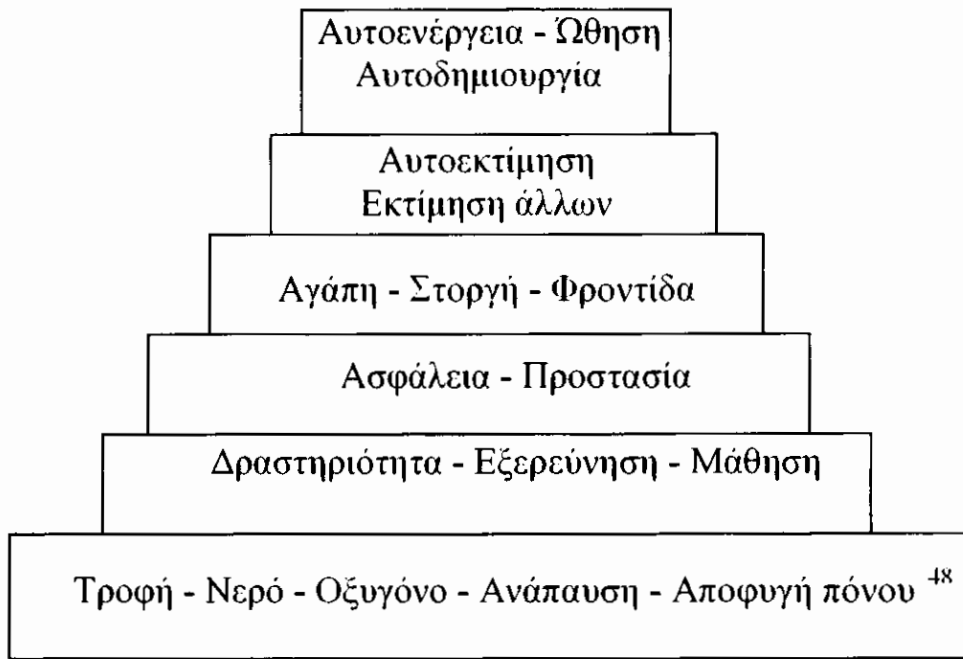 Αυτοενέργεια - Ώθηση
Αυτοδημιουργία
Αυτοεκτίμηση
Εκτίμηση άλλων
Αγάπη - Στοργή - Φροντίδα
Ασφάλεια - Προστασία
Δραστηριότητα - Εξερεύνηση - Μάθηση
Τροφή - Νερό - Οξυγόνο - Ανάπαυση - Αποφυγή πόνου 48